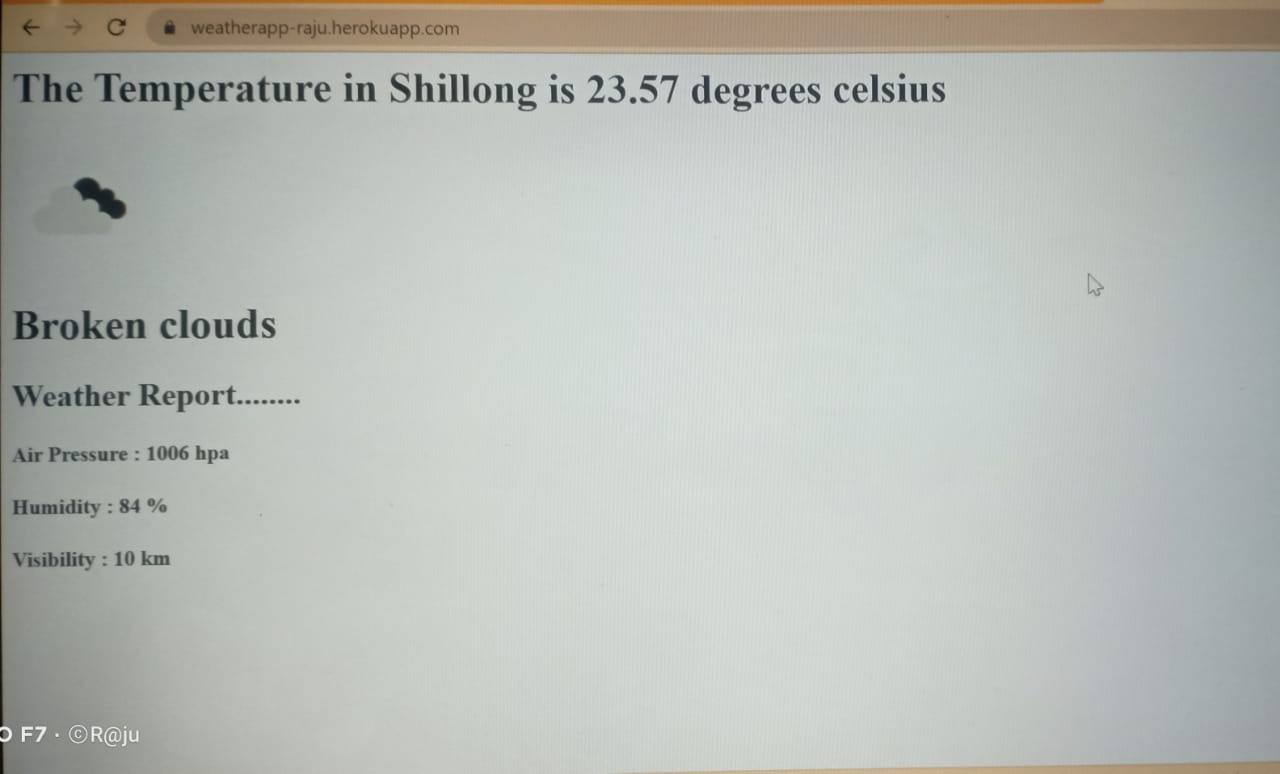 weatherapp-raju.herokuapp.com
The Temperature in Shillong is 23.57 degrees celsius
Broken clouds
Weather Report........
Air Pressure : 1006 hpa
Humidity : 84 %
Visibility : 10 km
F7 · ©R@ju